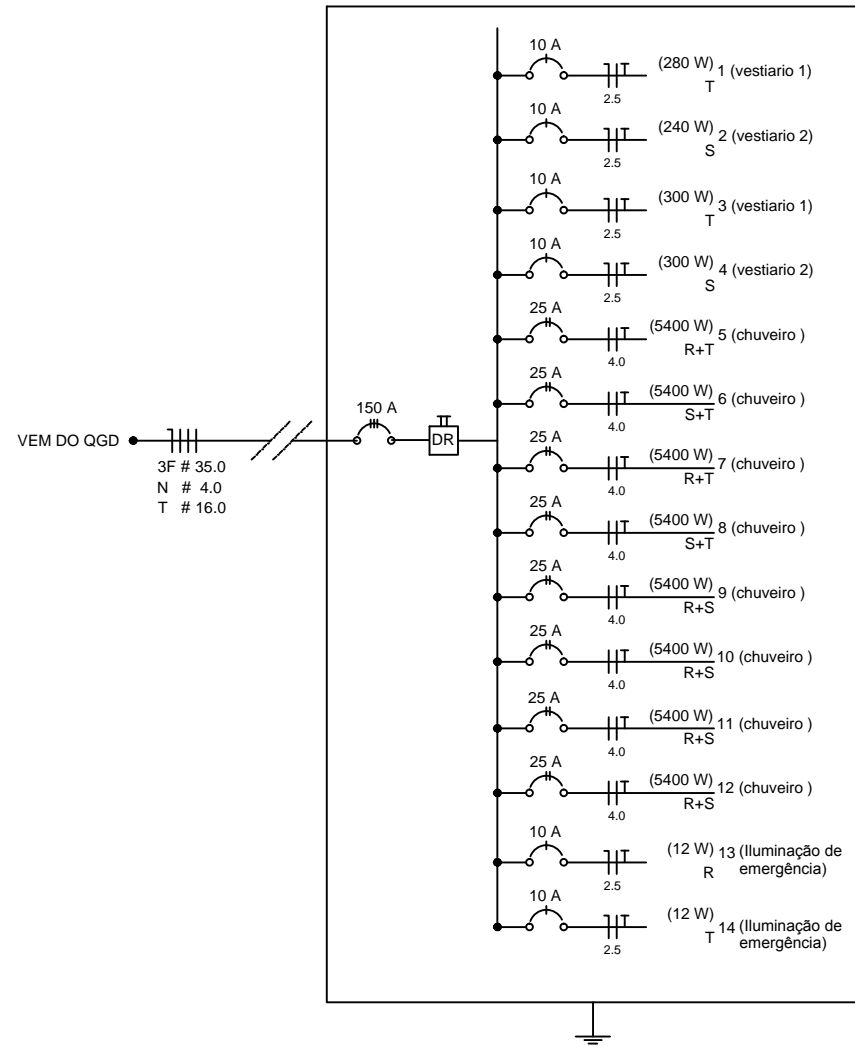 10 A
(280 W) 1 (vestiario 1)
T
2.5
10 A
(240 W) 2 (vestiario 2)
S
2.5
10 A
(300 W) 3 (vestiario 1)
T
2.5
10 A
(300 W) 4 (vestiario 2)
S
2.5
25 A
(5400 W) 5 (chuveiro )
R+T
4.0
25 A
(5400 W) 6 (chuveiro )
S+T
4.0
25 A
(5400 W) 7 (chuveiro )
R+T
4.0
25 A
(5400 W) 8 (chuveiro )
S+T
4.0
25 A
(5400 W) 9 (chuveiro )
R+S
4.0
25 A
(5400 W) 10 (chuveiro )
R+S
4.0
25 A
(5400 W) 11 (chuveiro )
R+S
4.0
25 A
(5400 W) 12 (chuveiro )
R+S
4.0
10 A
(12 W) 13 (Iluminação de
R emergência)
2.5
10 A
(12 W) 14 (Iluminação de
T emergência)
2.5
150 A
DR
VEM DO QGD
3F # 35.0
N # 4.0
T # 16.0